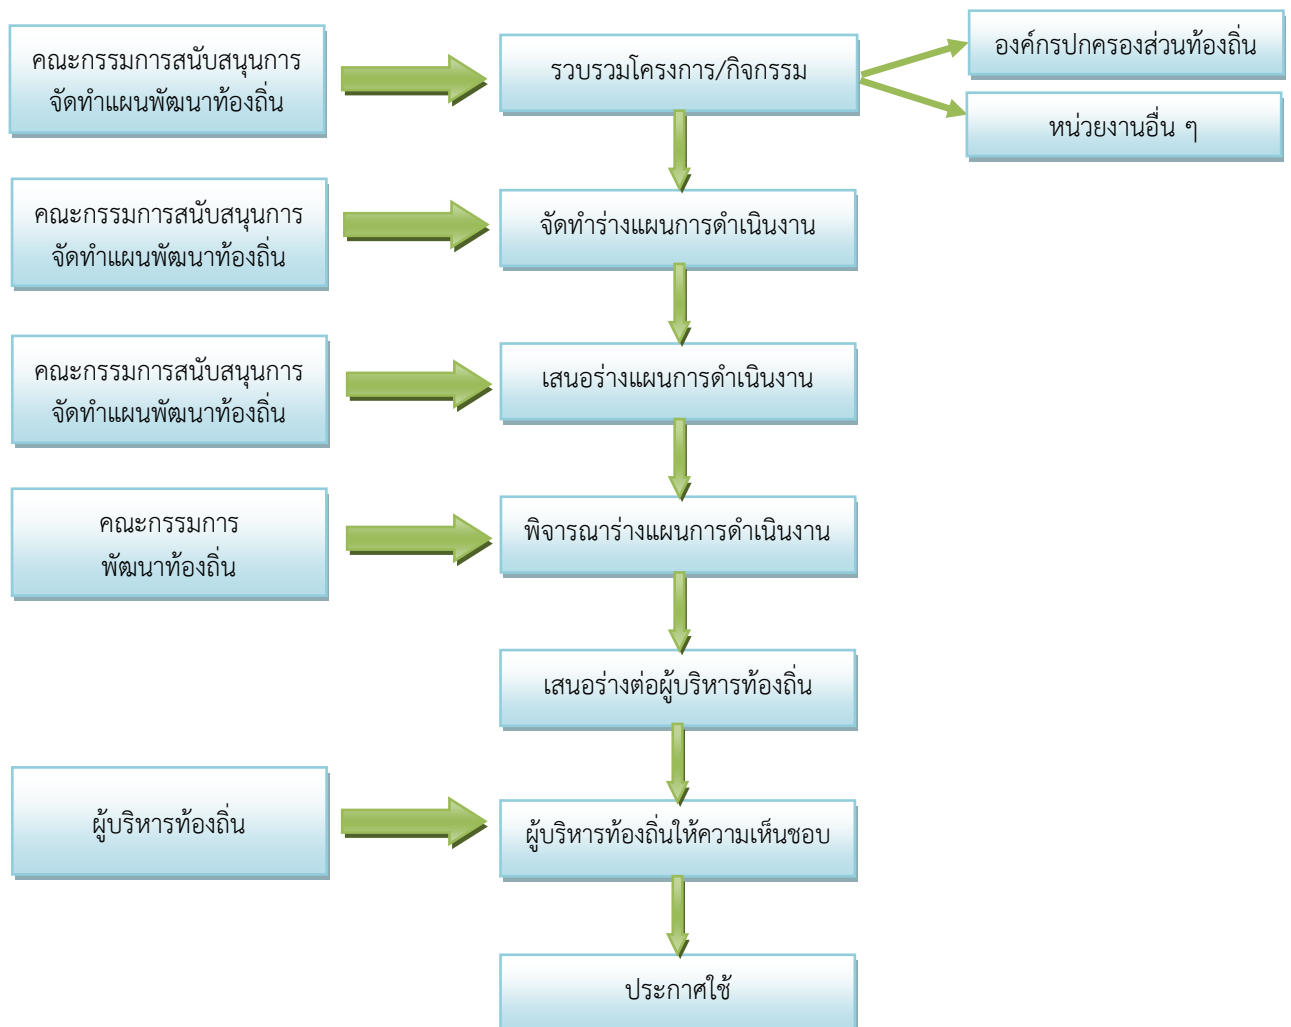 คณะกรรมการสนับสนุนการ
จัดทำแผนพัฒนาท้องถิ่น
รวบรวมโครงการ/กิจกรรม
องค์กรปกครองส่วนท้องถิ่น
หน่วยงานอื่น ๆ
คณะกรรมการสนับสนุนการ
จัดทำแผนพัฒนาท้องถิ่น
จัดทำร่างแผนการดำเนินงาน
คณะกรรมการสนับสนุนการ
จัดทำแผนพัฒนาท้องถิ่น
เสนอร่างแผนการดำเนินงาน
คณะกรรมการ
พัฒนาท้องถิ่น
พิจารณาร่างแผนการดำเนินงาน
เสนอร่างต่อผู้บริหารท้องถิ่น
ผู้บริหารท้องถิ่น
ผู้บริหารท้องถิ่นให้ความเห็นชอบ
ประกาศใช้